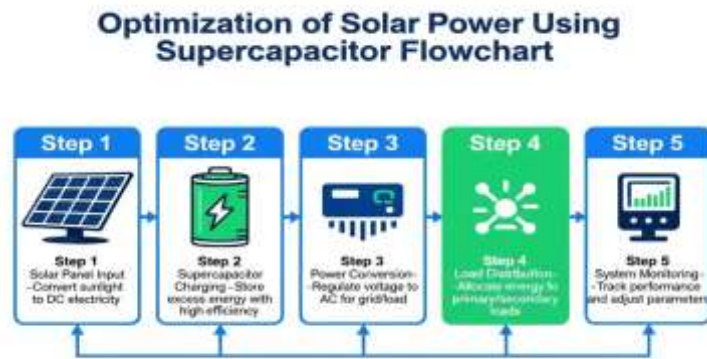 Optimization of Solar Power Using
Supercapacitor Flowchart
Step 1
Step 2
Step 3
Step 4
Step 5
Step 1
Solar Panel Input
-Convert sunlight
to DC electricity
Step 2
Supercapacitor
Charging- Store
excess energy with
high-efficiency
Step 3
Power Conversion-
-Regulate voltage to
AC for grid/load
Step 4
Load Distribution-
-Allocate energy to
primary/secondary
loads
Step 5
System Monitoring-
-Track performance
and adjust parameters